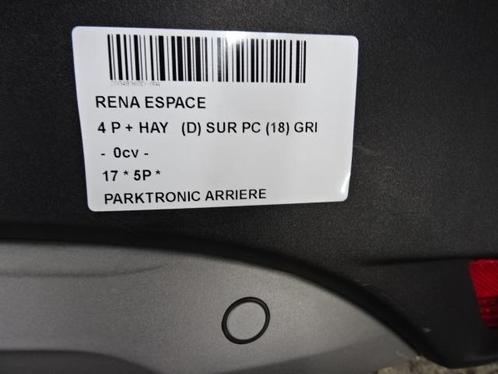 RENA ESPACE
4 P + HAY (D) SUR PC (18) GRI
- 0cv -
17 * 5P *
PARKTRONIC ARRIERE